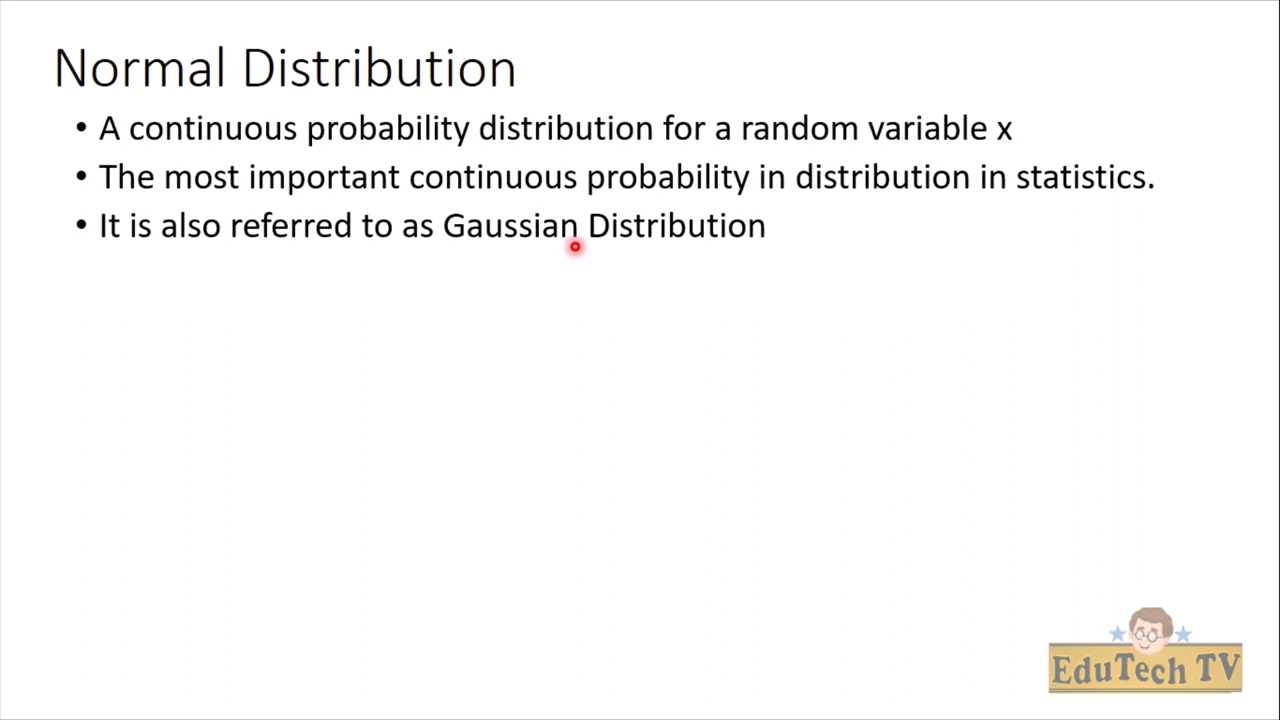 Normal Distribution
• A continuous probability distribution for a random variable x
• The most important continuous probability in distribution in statistics.
• It is also referred to as Gaussian Distribution
EduTech TV